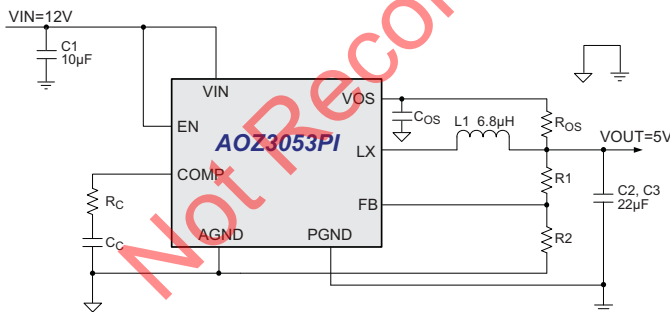 VIN=12V
C1
10µF
VIN
VOS
COS
ROS
L1 6.8µH
VOUT=5V
EN
AOZ3053PI
LX
COMP
R1
RC
FB
C2, C3
22µF
CC
AGND
PGND
R2
Not Recor